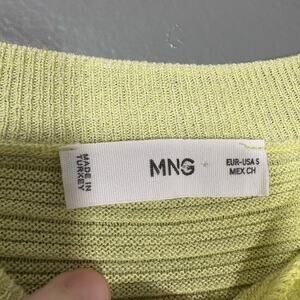 MADE IN
TURKEY
MNG
EUR-USA S
MEX CH